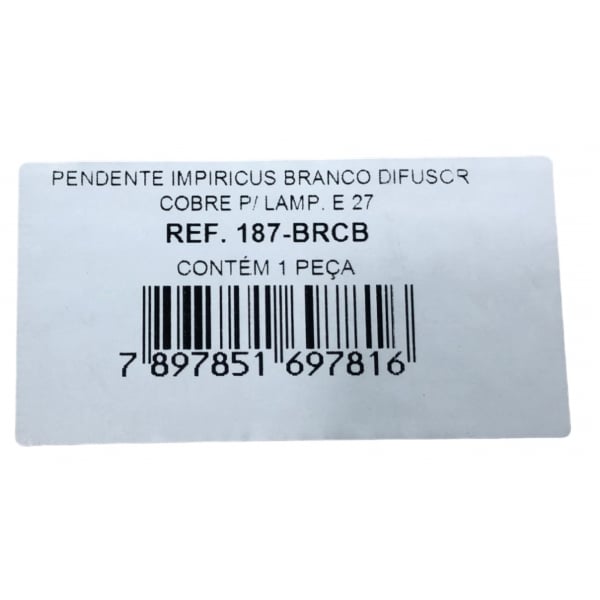 PENDENTE IMPIRICUS BRANCO DIFUSOR
COBRE P/ LAMP. E 27
REF. 187-BRCB
CONTÉM 1 PEÇA
7 897851 697816